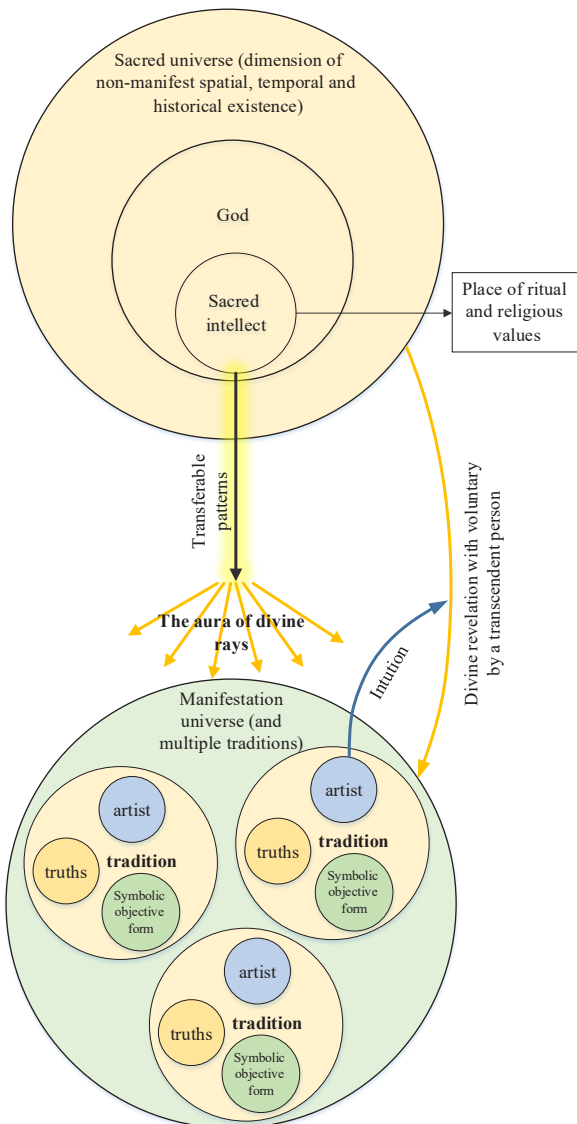 Sacred universe (dimension of
non-manifest spatial, temporal and
historical existence)
God
Sacred
intellect
Place of ritual
and religious
values
Transferable
patterns
Divine revelation with voluntary
by a transcendent person
The aura of divine
rays
Intution
Manifestation
universe (and
multiple traditions)
artist
truths
tradition
Symbolic
objective
form
artist
truths
tradition
Symbolic
objective
form
artist
truths
tradition
Symbolic
objective
form